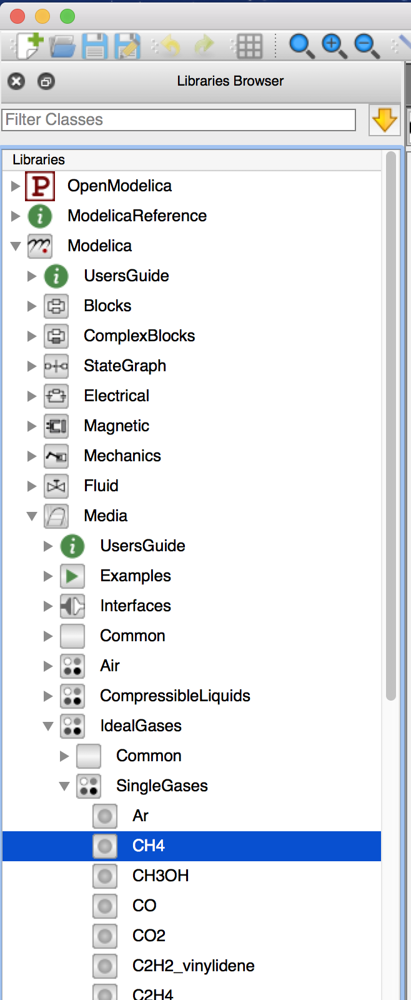 Libraries Browser
Filter Classes
Libraries
P OpenModelica
i ModelicaReference
Modelica
i UsersGuide
Blocks
ComplexBlocks
StateGraph
Electrical
Magnetic
Mechanics
Fluid
Media
i UsersGuide
Examples
Interfaces
Common
Air
CompressibleLiquids
IdealGases
Common
SingleGases
Ar
CH4
CH3OH
CO
CO2
C2H2_vinylidene
C2H4